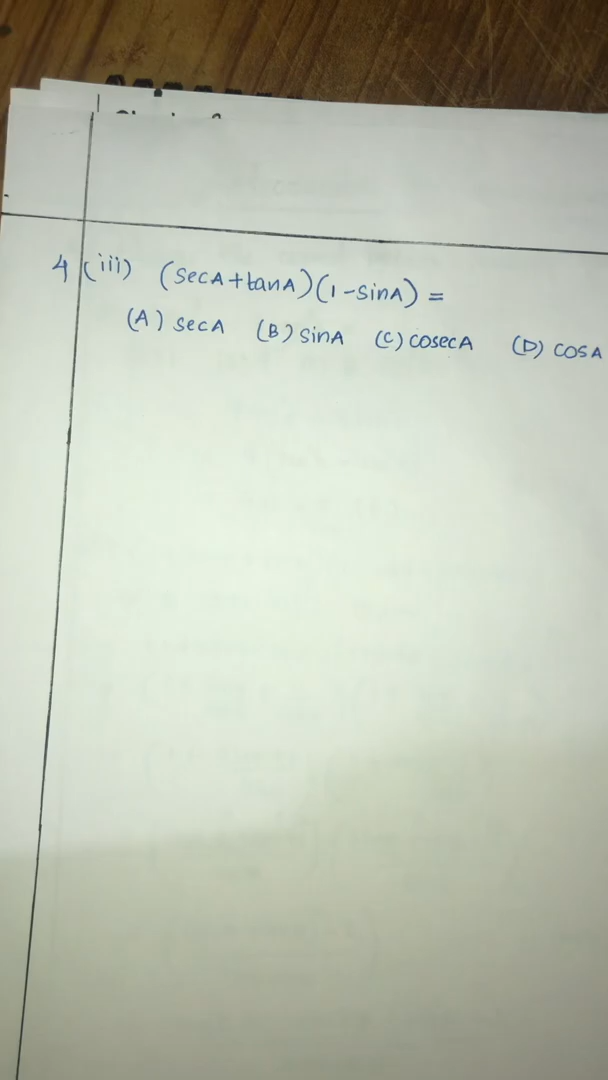 4 (iii) (secA+tanA)(1-sinA) =
(A) secA (B) sinA (C) cosecA (D) cosA